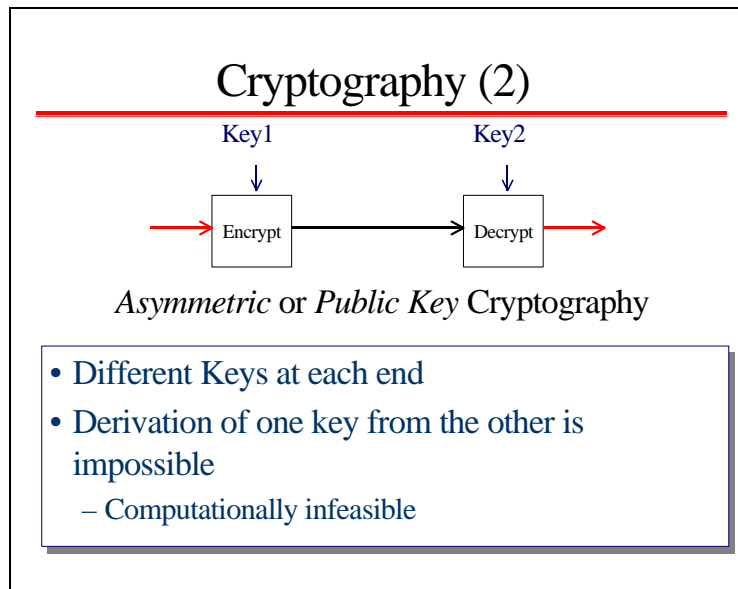 Cryptography (2)
Key1 Key2
Encrypt Decrypt
Asymmetric or Public Key Cryptography
• Different Keys at each end
• Derivation of one key from the other is
impossible
– Computationally infeasible